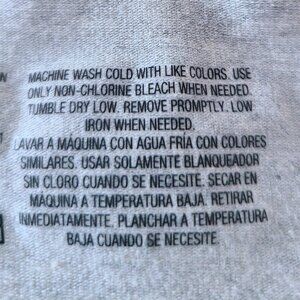 MACHINE WASH COLD WITH LIKE COLORS. USE
ONLY NON-CHLORINE BLEACH WHEN NEEDED.
TUMBLE DRY LOW. REMOVE PROMPTLY. LOW
IRON WHEN NEEDED.
LAVAR A MÁQUINA CON AGUA FRÍA CON COLORES
SIMILARES. USAR SOLAMENTE BLANQUEADOR
SIN CLORO CUANDO SE NECESITE. SECAR EN
MÁQUINA A TEMPERATURA BAJA. RETIRAR
INMEDIATAMENTE. PLANCHAR A TEMPERATURA
BAJA CUANDO SE NECESITE.